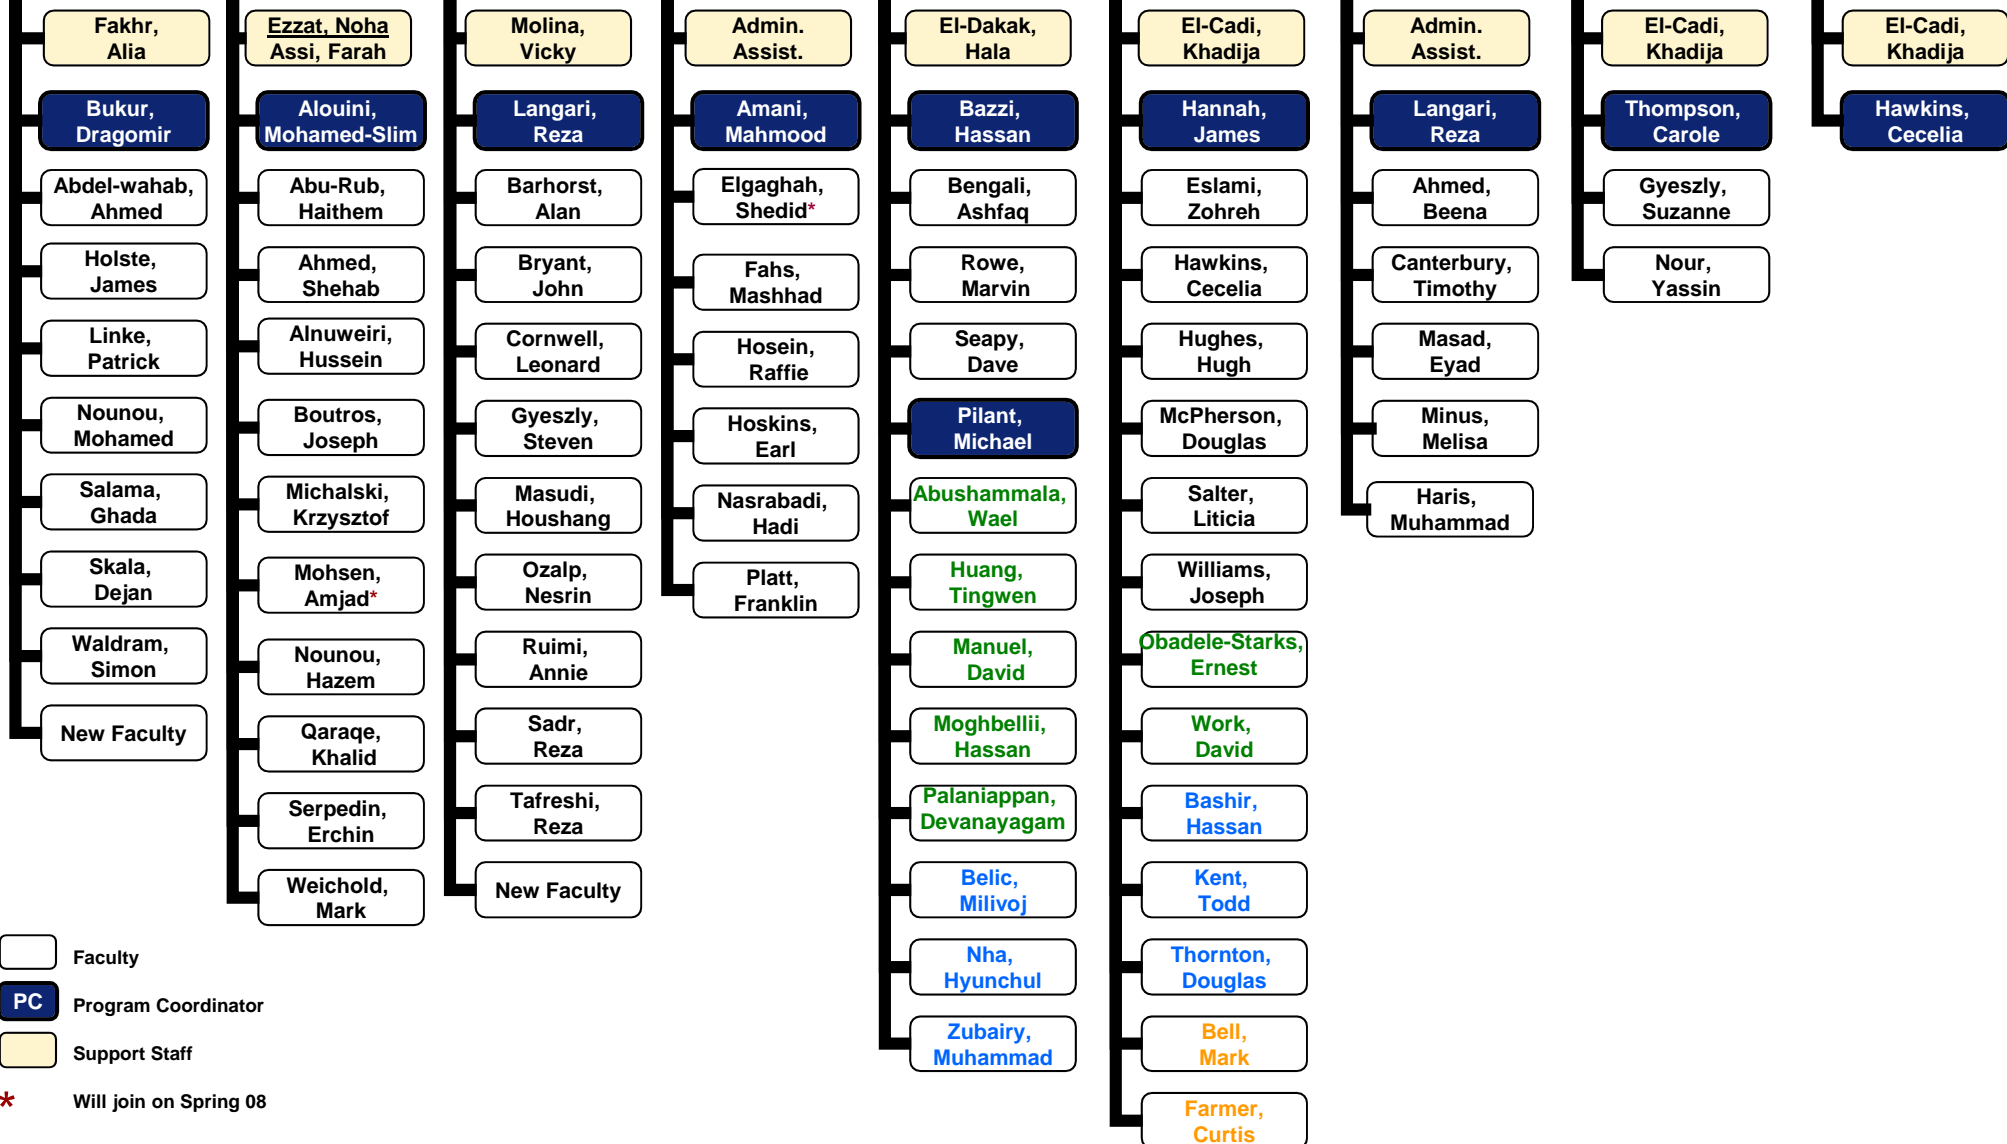 Fakhr,
Alia
Bukur,
Dragomir
Abdel-wahab,
Ahmed
Holste,
James
Linke,
Patrick
Nounou,
Mohamed
Salama,
Ghada
Skala,
Dejan
Waldram,
Simon
New Faculty
Ezzat, Noha
Assi, Farah
Alouini,
Mohamed-Slim
Abu-Rub,
Haithem
Ahmed,
Shehab
Alnuweiri,
Hussein
Boutros,
Joseph
Michalski,
Krzysztof
Mohsen,
Amjad*
Nounou,
Hazem
Qaraqe,
Khalid
Serpedin,
Erchin
Weichold,
Mark
Molina,
Vicky
Langari,
Reza
Barhorst,
Alan
Bryant,
John
Cornwell,
Leonard
Gyeszly,
Steven
Masudi,
Houshang
Ozalp,
Nesrin
Ruimi,
Annie
Sadr,
Reza
Tafreshi,
Reza
New Faculty
Admin.
Assist.
Amani,
Mahmood
Elgaghah,
Shedid*
Fahs,
Mashhad
Hosein,
Raffie
Hoskins,
Earl
Nasrabadi,
Hadi
Platt,
Franklin
El-Dakak,
Hala
Bazzi,
Hassan
Bengali,
Ashfaq
Rowe,
Marvin
Seapy,
Dave
Pilant,
Michael
Abushammala,
Wael
Huang,
Tingwen
Manuel,
David
Moghbellii,
Hassan
Palaniappan,
Devanayagam
Belic,
Milivoj
Nha,
Hyunchul
Zubairy,
Muhammad
El-Cadi,
Khadija
Hannah,
James
Eslami,
Zohreh
Hawkins,
Cecelia
Hughes,
Hugh
McPherson,
Douglas
Salter,
Liticia
Williams,
Joseph
Obadele-Starks,
Ernest
Work,
David
Bashir,
Hassan
Kent,
Todd
Thornton,
Douglas
Bell,
Mark
Farmer,
Curtis
Admin.
Assist.
Langari,
Reza
Ahmed,
Beena
Canterbury,
Timothy
Masad,
Eyad
Minus,
Melisa
Haris,
Muhammad
El-Cadi,
Khadija
Thompson,
Carole
Gyeszly,
Suzanne
Nour,
Yassin
El-Cadi,
Khadija
Hawkins,
Cecelia
Faculty
PC Program Coordinator
Support Staff
* Will join on Spring 08